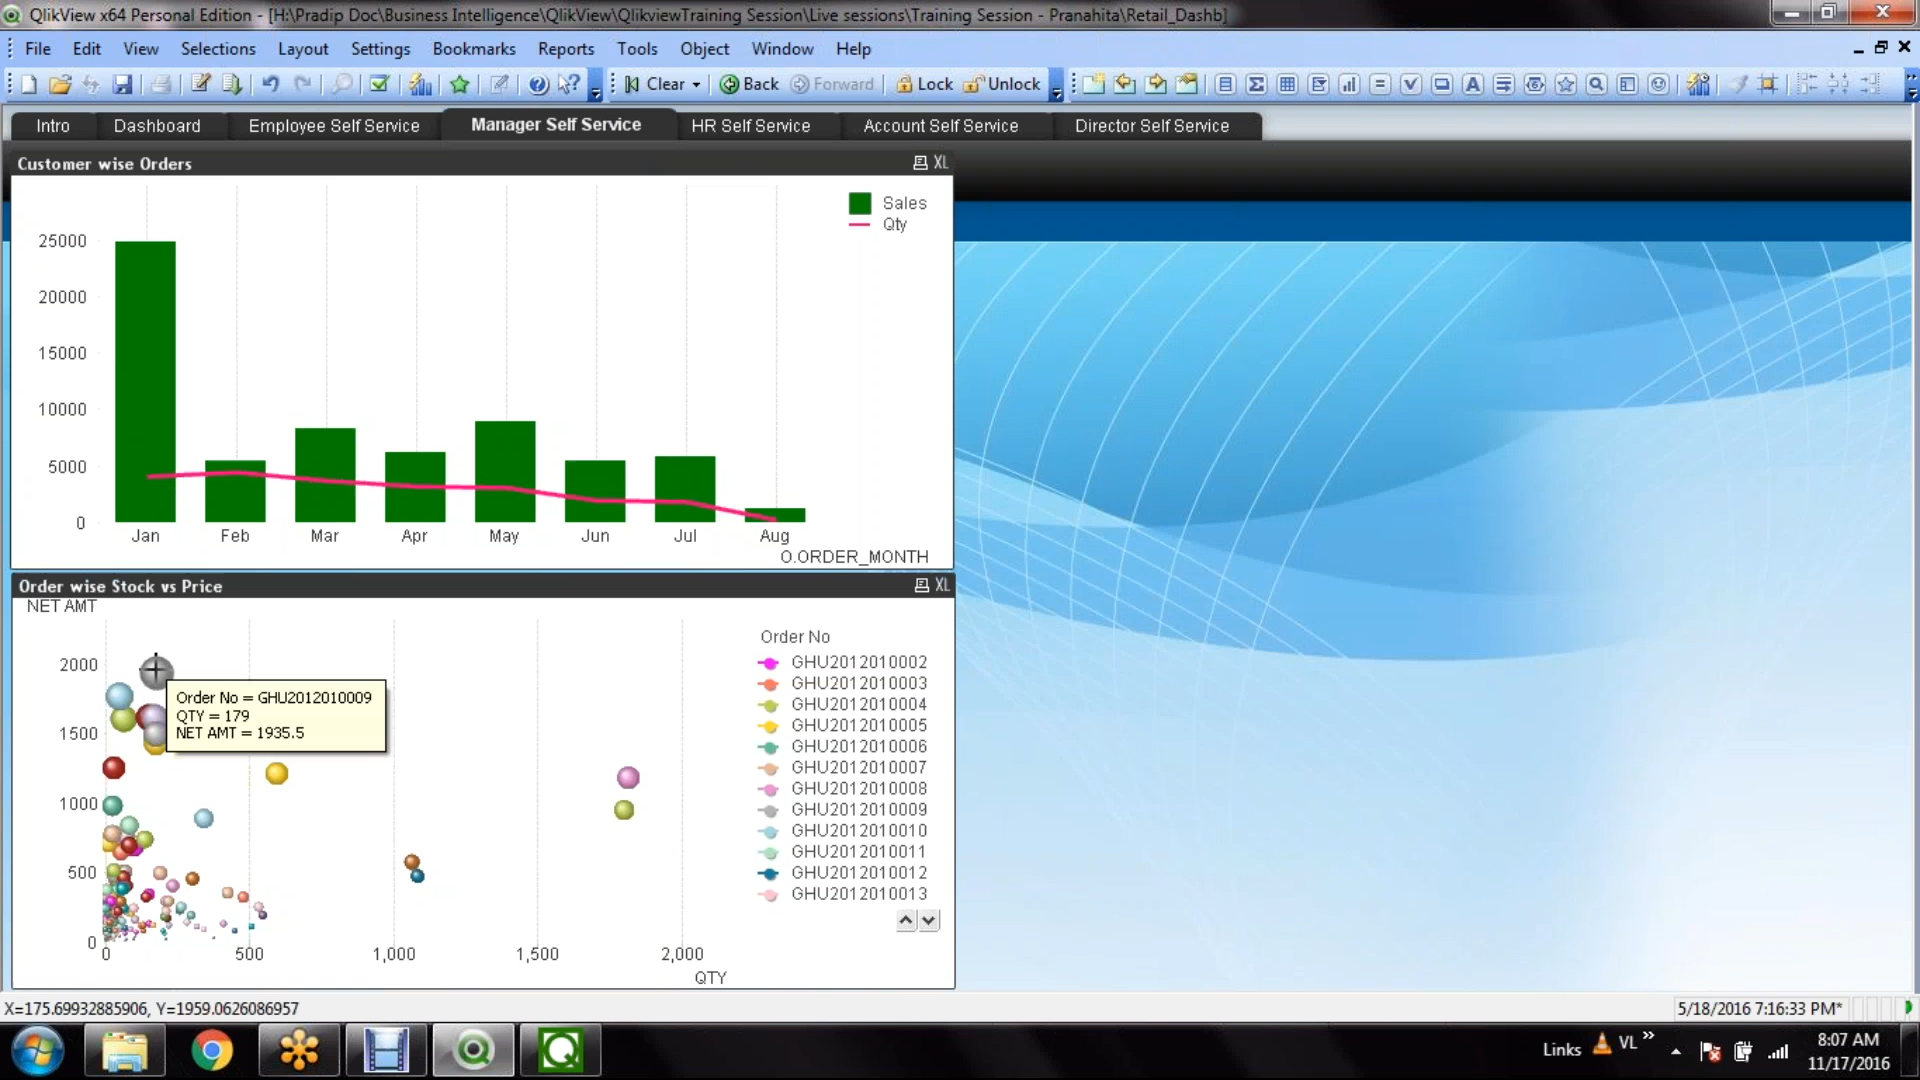 QlikView x64 Personal Edition - [H:\Pradip Doc\Business Intelligence\QlikView\QlikviewTraining Session\Live sessions\Training Session - Pranahita\Retail_Dashb]
File Edit View Selections Layout Settings Bookmarks Reports Tools Object Window Help
Clear Back Forward Lock Unlock
Intro Dashboard Employee Self Service Manager Self Service HR Self Service Account Self Service Director Self Service
Customer wise Orders XL
Sales
Qty
25000
20000
15000
10000
5000
0
Jan Feb Mar Apr May Jun Jul Aug
O.ORDER_MONTH
Order wise Stock vs Price XL
NET AMT
2000
1500
1000
500
0
0 500 1,000 1,500 2,000
QTY
Order No = GHU2012010009
QTY = 179
NET AMT = 1935.5
Order No
GHU2012010002
GHU2012010003
GHU2012010004
GHU2012010005
GHU2012010006
GHU2012010007
GHU2012010008
GHU2012010009
GHU2012010010
GHU2012010011
GHU2012010012
GHU2012010013
X=175.69932885906, Y=1959.0626086957
5/18/2016 7:16:33 PM*
Links VL
8:07 AM
11/17/2016